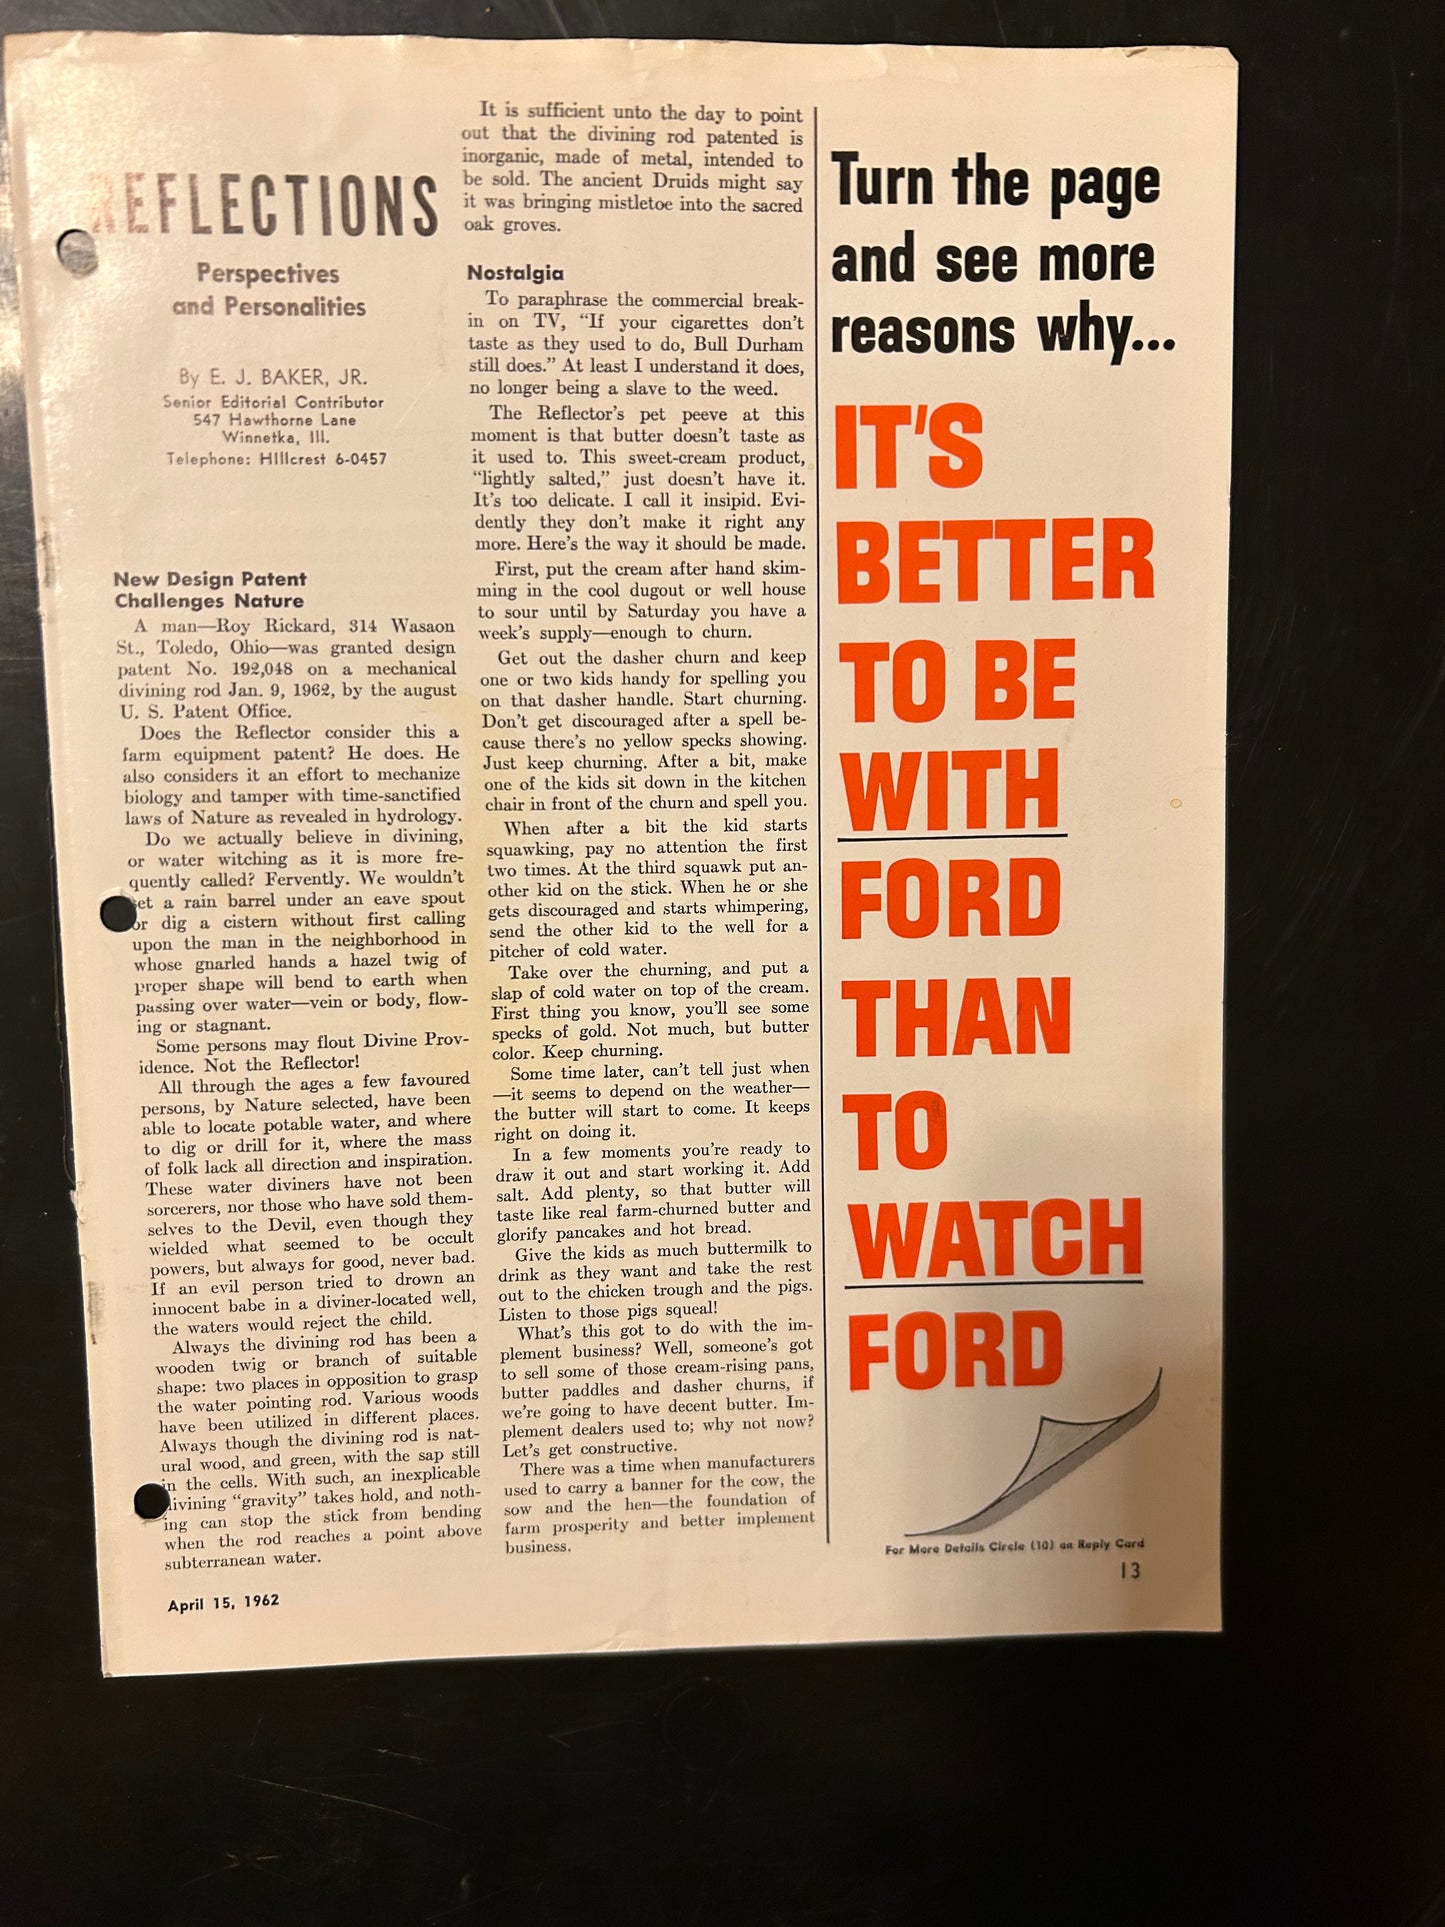 REFLECTIONS
Perspectives
and Personalities
By E. J. BAKER, JR.
Senior Editorial Contributor
547 Hawthorne Lane
Winnetka, Ill.
Telephone: HIllcrest 6-0457
New Design Patent
Challenges Nature
A man—Roy Rickard, 314 Wasaon
St., Toledo, Ohio—was granted design
patent No. 192,048 on a mechanical
divining rod Jan. 9, 1962, by the august
U. S. Patent Office.
Does the Reflector consider this a
farm equipment patent? He does. He
also considers it an effort to mechanize
biology and tamper with time-sanctified
laws of Nature as revealed in hydrology.
Do we actually believe in divining,
or water witching as it is more fre-
quently called? Fervently. We wouldn't
set a rain barrel under an eave spout
or dig a cistern without first calling
upon the man in the neighborhood in
whose gnarled hands a hazel twig of
proper shape will bend to earth when
passing over water—vein or body, flow-
ing or stagnant.
Some persons may flout Divine Prov-
idence. Not the Reflector!
All through the ages a few favoured
persons, by Nature selected, have been
able to locate potable water, and where
to dig or drill for it, where the mass
of folk lack all direction and inspiration.
These water diviners have not been
sorcerers, nor those who have sold them-
selves to the Devil, even though they
wielded what seemed to be occult
powers, but always for good, never bad.
If an evil person tried to drown an
innocent babe in a diviner-located well,
the waters would reject the child.
Always the divining rod has been a
wooden twig or branch of suitable
shape: two places in opposition to grasp
the water pointing rod. Various woods
have been utilized in different places.
Always though the divining rod is nat-
ural wood, and green, with the sap still
in the cells. With such, an inexplicable
divining "gravity" takes hold, and noth-
ing can stop the stick from bending
when the rod reaches a point above
subterranean water.
It is sufficient unto the day to point
out that the divining rod patented is
inorganic, made of metal, intended to
be sold. The ancient Druids might say
it was bringing mistletoe into the sacred
oak groves.
Nostalgia
To paraphrase the commercial break-
in on TV, "If your cigarettes don't
taste as they used to do, Bull Durham
still does." At least I understand it does,
no longer being a slave to the weed.
The Reflector's pet peeve at this
moment is that butter doesn't taste as
it used to. This sweet-cream product,
"lightly salted," just doesn't have it.
It's too delicate. I call it insipid. Evi-
dently they don't make it right any
more. Here's the way it should be made.
First, put the cream after hand skim-
ming in the cool dugout or well house
to sour until by Saturday you have a
week's supply—enough to churn.
Get out the dasher churn and keep
one or two kids handy for spelling you
on that dasher handle. Start churning.
Don't get discouraged after a spell be-
cause there's no yellow specks showing.
Just keep churning. After a bit, make
one of the kids sit down in the kitchen
chair in front of the churn and spell you.
When after a bit the kid starts
squawking, pay no attention the first
two times. At the third squawk put an-
other kid on the stick. When he or she
gets discouraged and starts whimpering,
send the other kid to the well for a
pitcher of cold water.
Take over the churning, and put a
slap of cold water on top of the cream.
First thing you know, you'll see some
specks of gold. Not much, but butter
color. Keep churning.
Some time later, can't tell just when
—it seems to depend on the weather—
the butter will start to come. It keeps
right on doing it.
In a few moments you're ready to
draw it out and start working it. Add
salt. Add plenty, so that butter will
taste like real farm-churned butter and
glorify pancakes and hot bread.
Give the kids as much buttermilk to
drink as they want and take the rest
out to the chicken trough and the pigs.
Listen to those pigs squeal!
What's this got to do with the im-
plement business? Well, someone's got
to sell some of those cream-rising pans,
butter paddles and dasher churns, if
we're going to have decent butter. Im-
plement dealers used to; why not now?
Let's get constructive.
There was a time when manufacturers
used to carry a banner for the cow, the
sow and the hen—the foundation of
farm prosperity and better implement
business.
Turn the page
and see more
reasons why...
IT'S
BETTER
TO BE
WITH
FORD
THAN
TO
WATCH
FORD
For More Details Circle (10) on Reply Card
April 15, 1962
13